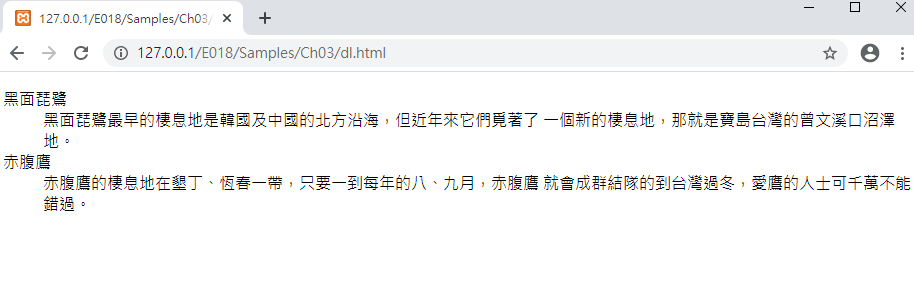 127.0.0.1/E018/Samples/Ch03/
127.0.0.1/E018/Samples/Ch03/dl.html
黑面琵鷺
黑面琵鷺最早的棲息地是韓國及中國的北方沿海，但近年來它們覓著了 一個新的棲息地，那就是寶島台灣的曾文溪口沼澤
地。
赤腹鷹
赤腹鷹的棲息地在墾丁、恆春一帶，只要一到每年的八、九月，赤腹鷹 就會成群結隊的到台灣過冬，愛鷹的人士可千萬不能
錯過。